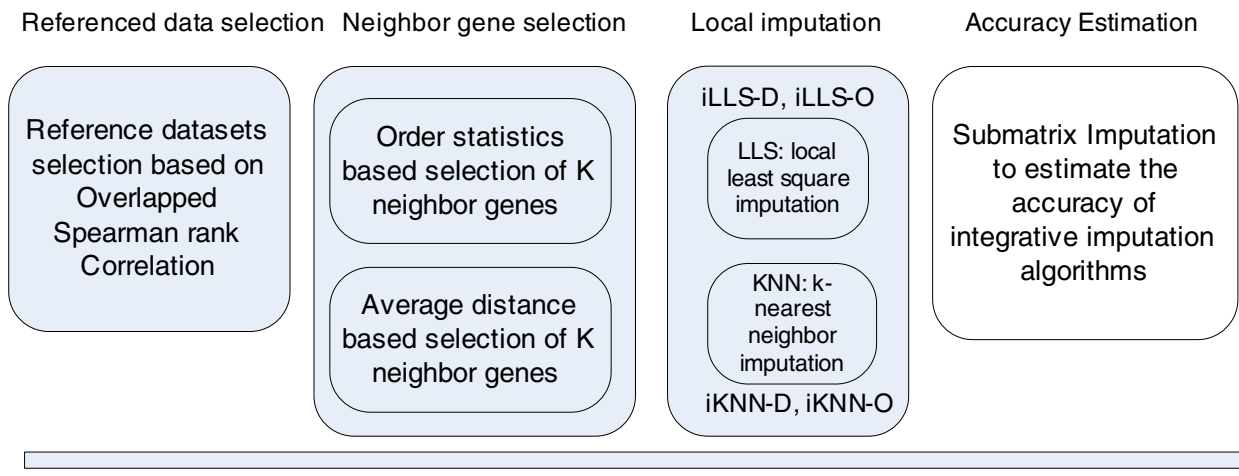 Referenced data selection
Neighbor gene selection
Local imputation
Accuracy Estimation
Reference datasets
selection based on
Overlapped
Spearman rank
Correlation
Order statistics
based selection of K
neighbor genes
Average distance
based selection of K
neighbor genes
iLLS-D, iLLS-O
LLS: local
least square
imputation
KNN: k-
nearest
neighbor
imputation
iKNN-D, iKNN-O
Submatrix Imputation
to estimate the
accuracy of
integrative imputation
algorithms